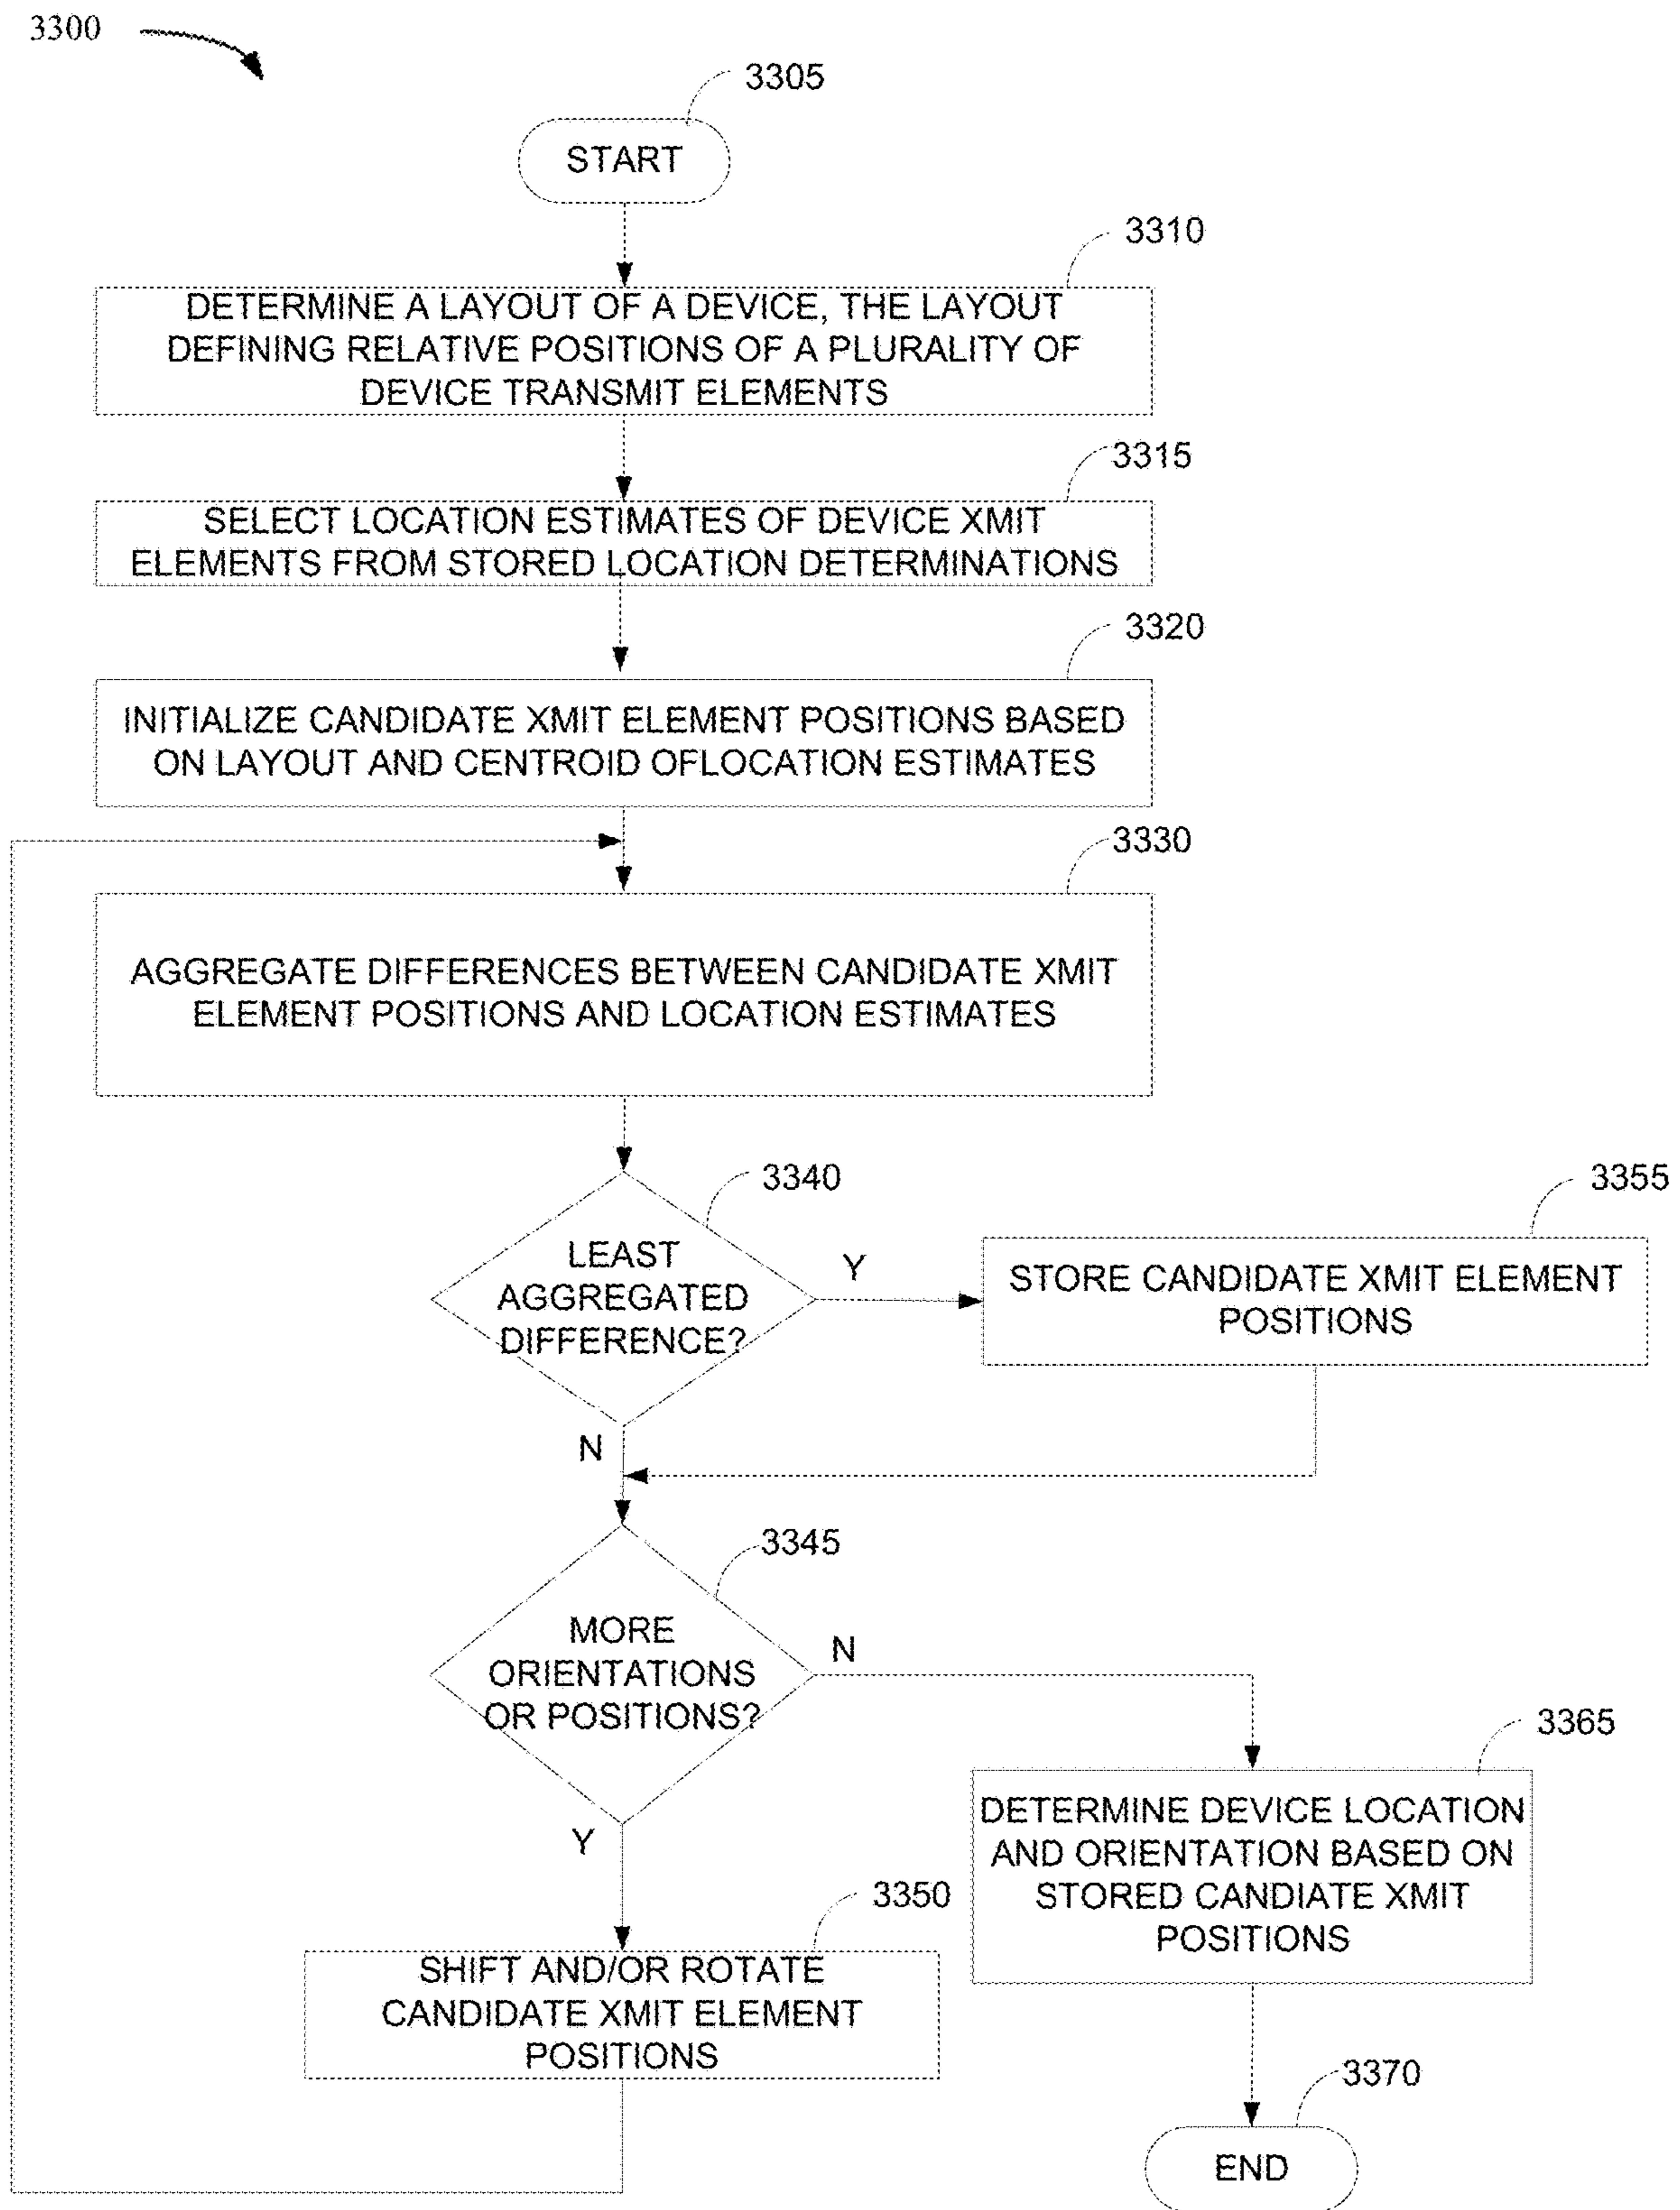 3300
3305
START
3310
DETERMINE A LAYOUT OF A DEVICE, THE LAYOUT
DEFINING RELATIVE POSITIONS OF A PLURALITY OF
DEVICE TRANSMIT ELEMENTS
3315
SELECT LOCATION ESTIMATES OF DEVICE XMIT
ELEMENTS FROM STORED LOCATION DETERMINATIONS
3320
INITIALIZE CANDIDATE XMIT ELEMENT POSITIONS BASED
ON LAYOUT AND CENTROID OFLOCATION ESTIMATES
3330
AGGREGATE DIFFERENCES BETWEEN CANDIDATE XMIT
ELEMENT POSITIONS AND LOCATION ESTIMATES
3340
LEAST
AGGREGATED
DIFFERENCE?
Y
3355
STORE CANDIDATE XMIT ELEMENT
POSITIONS
N
3345
MORE
ORIENTATIONS
OR POSITIONS?
N
Y
3365
DETERMINE DEVICE LOCATION
AND ORIENTATION BASED ON
STORED CANDIATE XMIT
POSITIONS
3350
SHIFT AND/OR ROTATE
CANDIDATE XMIT ELEMENT
POSITIONS
3370
END